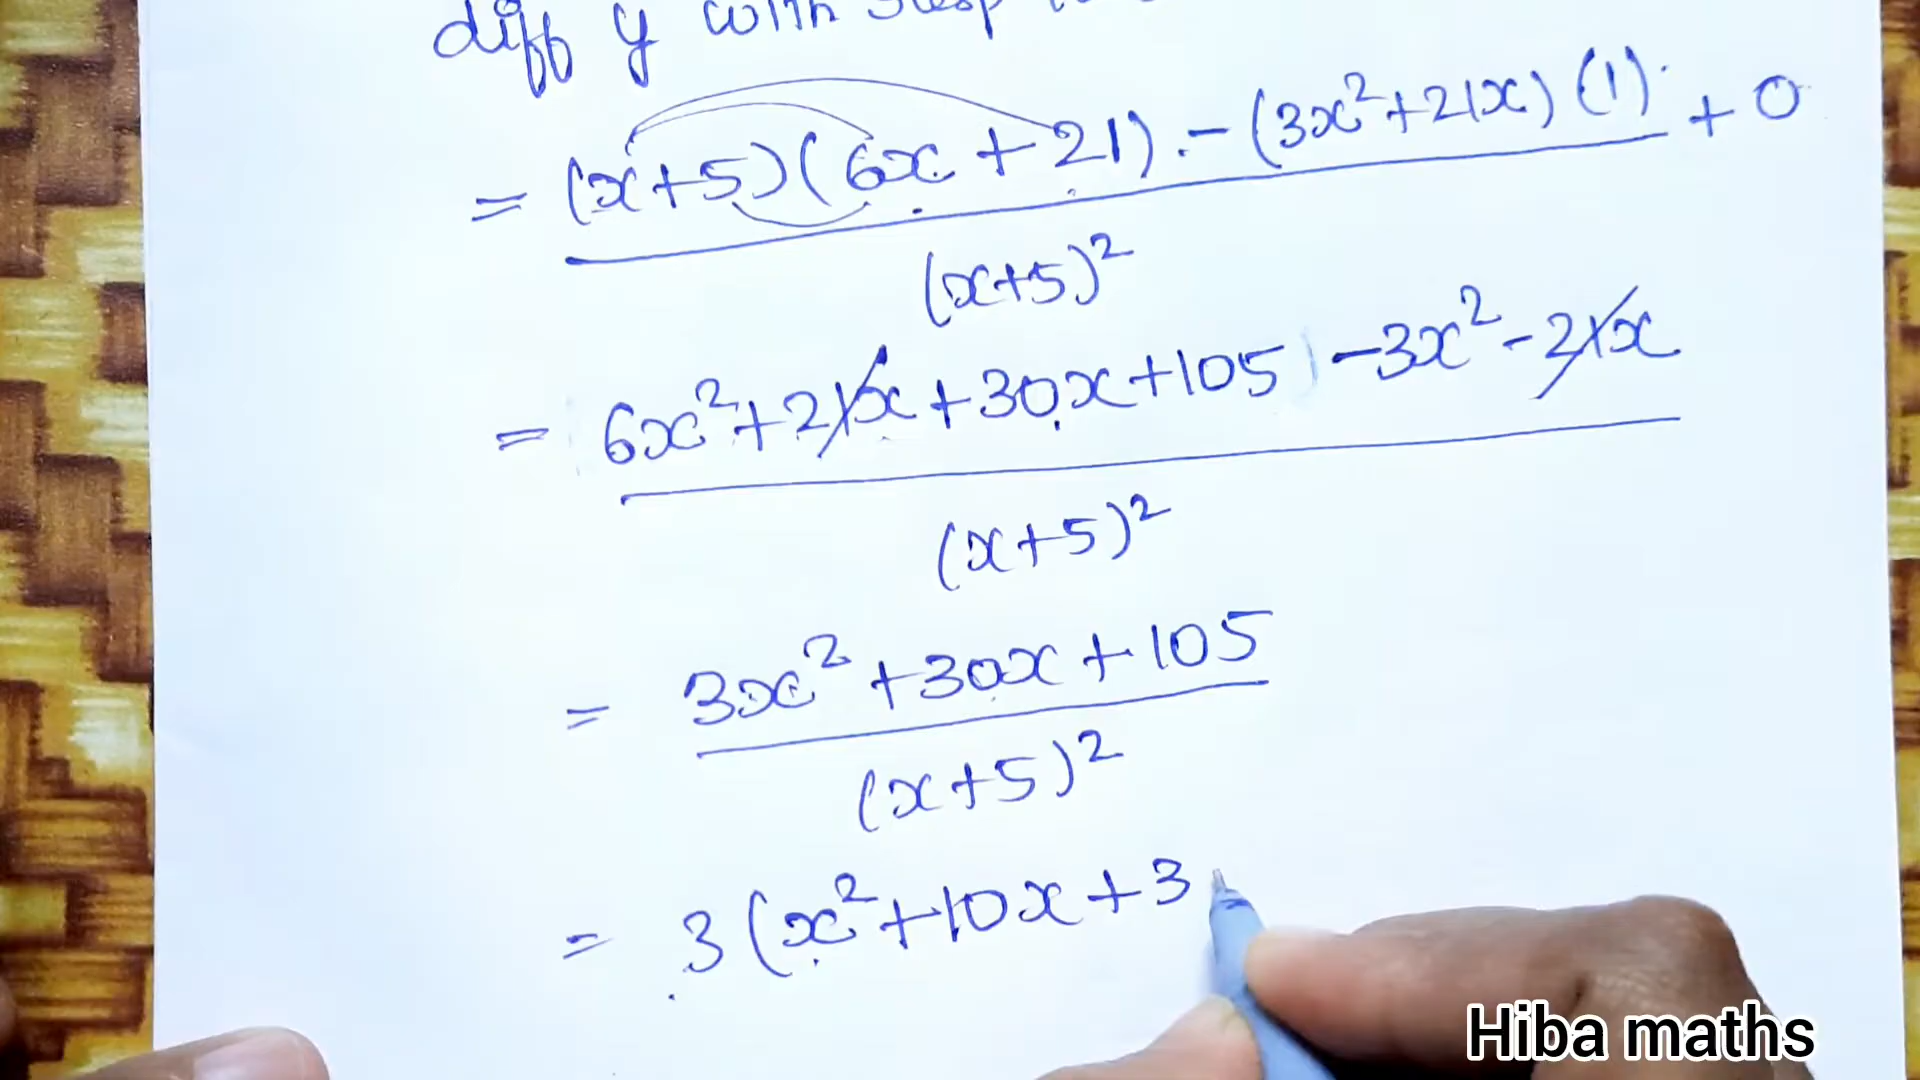 diff y with
= (x+5)(6x+21) - (3x²+21x)(1) + 0
(x+5)²
= 6x²+21x+30x+105 -3x²-21x
(x+5)²
= 3x²+30x+105
(x+5)²
= 3(x²+10x+3
Hiba maths